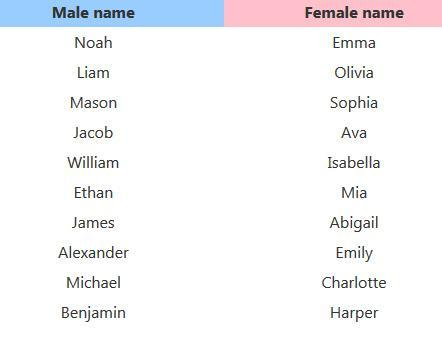 Male name Female name
Noah Emma
Liam Olivia
Mason Sophia
Jacob Ava
William Isabella
Ethan Mia
James Abigail
Alexander Emily
Michael Charlotte
Benjamin Harper